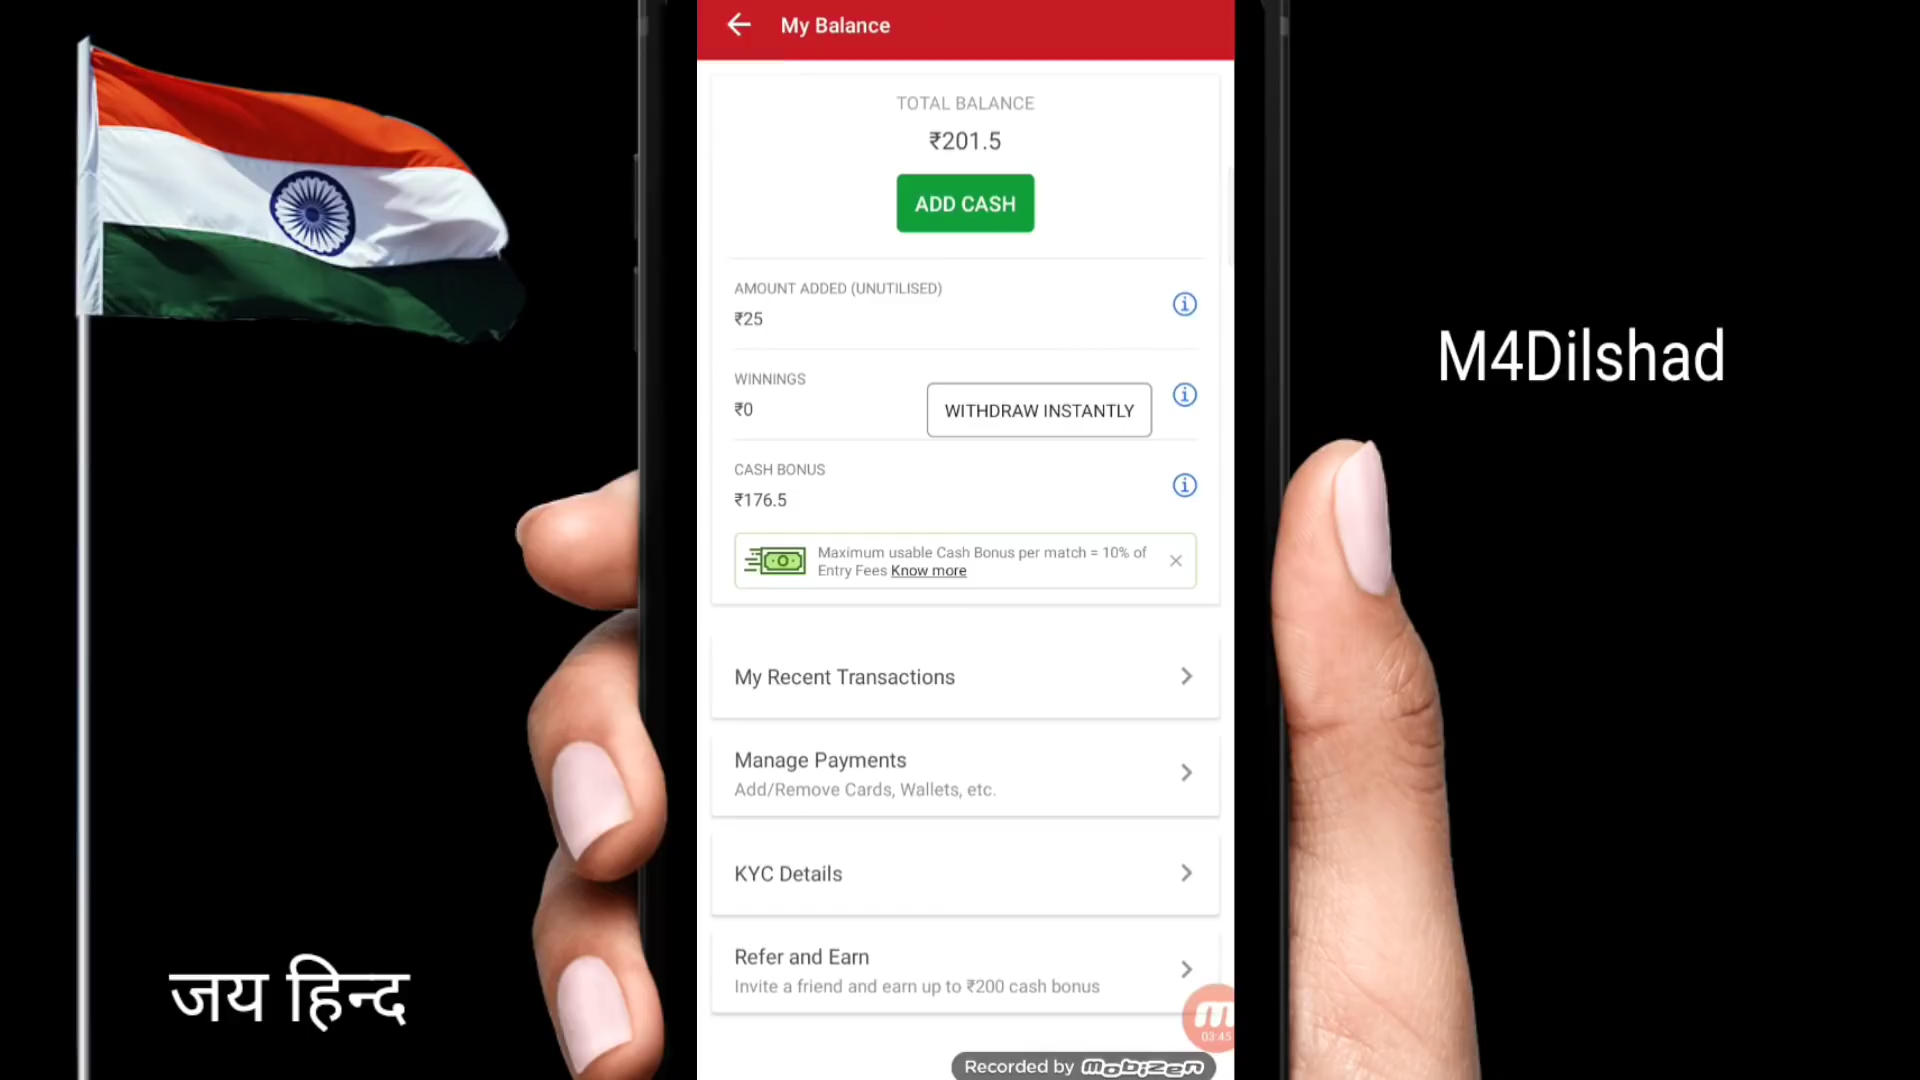 My Balance
TOTAL BALANCE
₹201.5
ADD CASH
AMOUNT ADDED (UNUTILISED)
₹25
WINNINGS
₹0
WITHDRAW INSTANTLY
CASH BONUS
₹176.5
Maximum usable Cash Bonus per match = 10% of
Entry Fees Know more
My Recent Transactions
Manage Payments
Add/Remove Cards, Wallets, etc.
KYC Details
Refer and Earn
Invite a friend and earn up to ₹200 cash bonus
03:45
Recorded by mobizen
M4Dilshad
जय हिन्द